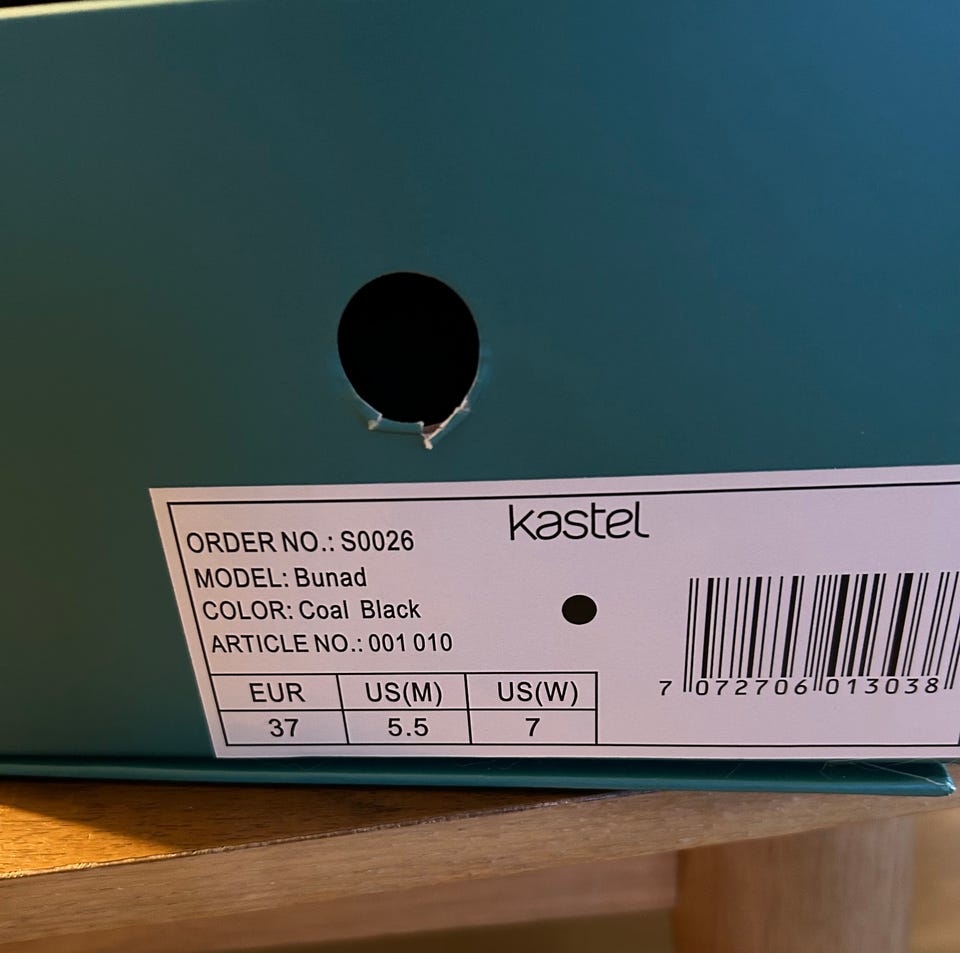 kastel
ORDER NO.: S0026
MODEL: Bunad
COLOR: Coal Black
ARTICLE NO.: 001 010
EUR US(M) US(W)
37 5.5 7
7 072706 013038